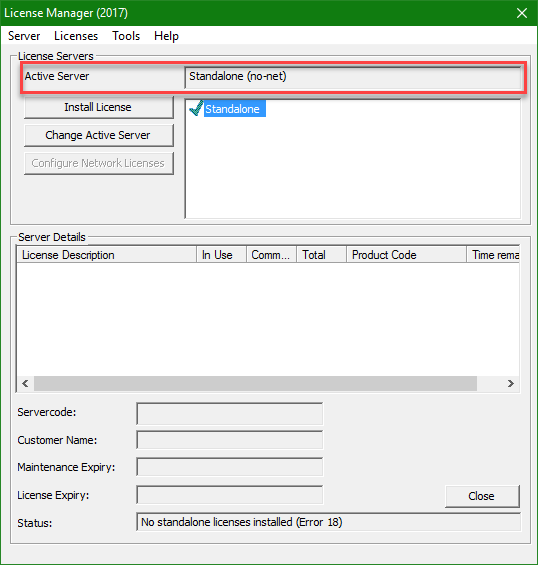 License Manager (2017)
Server Licenses Tools Help
License Servers
Active Server Standalone (no-net)
Install License Standalone
Change Active Server
Configure Network Licenses
Server Details
License Description In Use Comm... Total Product Code Time rema
Servercode:
Customer Name:
Maintenance Expiry:
License Expiry: Close
Status: No standalone licenses installed (Error 18)